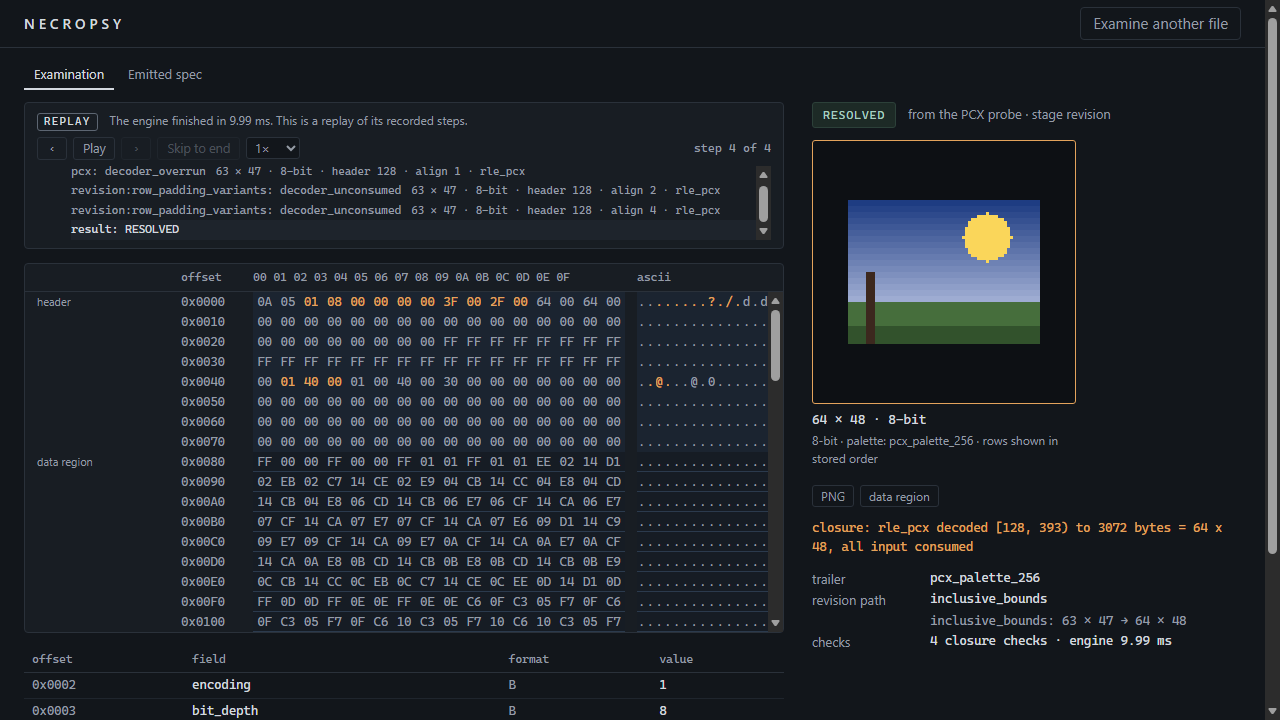 NECROPSY
Examine another file
Examination Emitted spec
REPLAY The engine finished in 9.99 ms. This is a replay of its recorded steps.
‹ Play › Skip to end 1× step 4 of 4
pcx: decoder_overrun 63 × 47 · 8-bit · header 128 · align 1 · rle_pcx
revision:row_padding_variants: decoder_unconsumed 63 × 47 · 8-bit · header 128 · align 2 · rle_pcx
revision:row_padding_variants: decoder_unconsumed 63 × 47 · 8-bit · header 128 · align 4 · rle_pcx
result: RESOLVED
offset 00 01 02 03 04 05 06 07 08 09 0A 0B 0C 0D 0E 0F ascii
header 0x0000 0A 05 01 08 00 00 00 00 3F 00 2F 00 64 00 64 00 ........?./.d.d
0x0010 00 00 00 00 00 00 00 00 00 00 00 00 00 00 00 00 ...............
0x0020 00 00 00 00 00 00 00 00 FF FF FF FF FF FF FF FF ...............
0x0030 FF FF FF FF FF FF FF FF FF FF FF FF FF FF FF FF ...............
0x0040 00 01 40 00 01 00 40 00 30 00 00 00 00 00 00 00 ..@...@.0......
0x0050 00 00 00 00 00 00 00 00 00 00 00 00 00 00 00 00 ...............
0x0060 00 00 00 00 00 00 00 00 00 00 00 00 00 00 00 00 ...............
0x0070 00 00 00 00 00 00 00 00 00 00 00 00 00 00 00 00 ...............
data region 0x0080 FF 00 00 FF 00 00 FF 01 01 FF 01 01 EE 02 14 D1 ...............
0x0090 02 EB 02 C7 14 CE 02 E9 04 CB 14 CC 04 E8 04 CD ...............
0x00A0 14 CB 04 E8 06 CD 14 CB 06 E7 06 CF 14 CA 06 E7 ...............
0x00B0 07 CF 14 CA 07 E7 07 CF 14 CA 07 E6 09 D1 14 C9 ...............
0x00C0 09 E7 09 CF 14 CA 09 E7 0A CF 14 CA 0A E7 0A CF ...............
0x00D0 14 CA 0A E8 0B CD 14 CB 0B E8 0B CD 14 CB 0B E9 ...............
0x00E0 0C CB 14 CC 0C EB 0C C7 14 CE 0C EE 0D 14 D1 0D ...............
0x00F0 FF 0D 0D FF 0E 0E FF 0E 0E C6 0F C3 05 F7 0F C6 ...............
0x0100 0F C3 05 F7 0F C6 10 C3 05 F7 10 C6 10 C3 05 F7 ...............
offset field format value
0x0002 encoding B 1
0x0003 bit_depth B 8
RESOLVED from the PCX probe · stage revision
64 × 48 · 8-bit
8-bit · palette: pcx_palette_256 · rows shown in
stored order
PNG data region
closure: rle_pcx decoded [128, 393) to 3072 bytes = 64 x
48, all input consumed
trailer pcx_palette_256
revision path inclusive_bounds
inclusive_bounds: 63 × 47 → 64 × 48
checks 4 closure checks · engine 9.99 ms